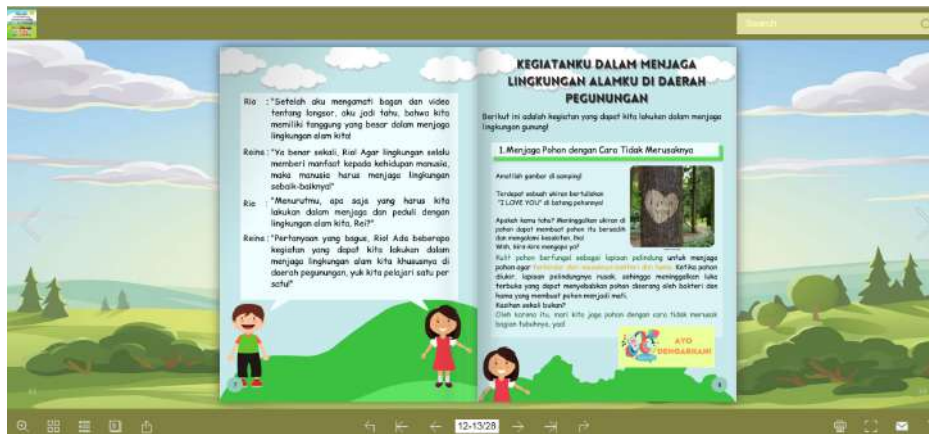 Search
Rio : "Setelah aku mengamati bagan dan video
tentang longsor, aku jadi tahu, bahwa kita
memiliki tanggung yang besar dalam menjaga
lingkungan alam kita!
Reina : "Ya benar sekali, Rio! Agar lingkungan selalu
memberi manfaat kepada kehidupan manusia,
maka manusia harus menjaga lingkungan
sebaik-baiknya!"
Rio : "Menurutmu, apa saja yang harus kita
lakukan dalam menjaga dan peduli dengan
lingkungan alam kita, Rei?"
Reina : "Pertanyaan yang bagus, Rio! Ada beberapa
kegiatan yang dapat kita lakukan dalam
menjaga lingkungan alam kita khususnya di
daerah pegunungan, yuk kita pelajari satu per
satu!"
KEGIATANKU DALAM MENJAGA
LINGKUNGAN ALAMKU DI DAERAH
PEGUNUNGAN
Berikut ini adalah kegiatan yang dapat kita lakukan dalam menjaga
lingkungan gunung!
1. Menjaga Pohon dengan Cara Tidak Merusaknya
Amatilah gambar di samping!
Terdapat sebuah ukiran bertuliskan
"I LOVE YOU" di batang pohonnya!
Apakah kamu tahu? Meninggalkan ukiran di
pohon dapat membuat pohon itu bersedih
dan mengalami kesakitan, lho!
Wah, kira-kira mengapa ya?
Kulit pohon berfungsi sebagai lapisan pelindung untuk menjaga
pohon agar terhindar dari masuknya bakteri dan hama. Ketika pohon
diukir, lapisan pelindungnya rusak, sehingga meninggalkan luka
terbuka yang dapat menyebabkan pohon diserang oleh bakteri dan
hama yang membuat pohon menjadi mati.
Kasihan sekali bukan?
Oleh karena itu, mari kita jaga pohon dengan cara tidak merusak
bagian tubuhnya, yaa!
AYO
DENGARKAN!
12-13/28